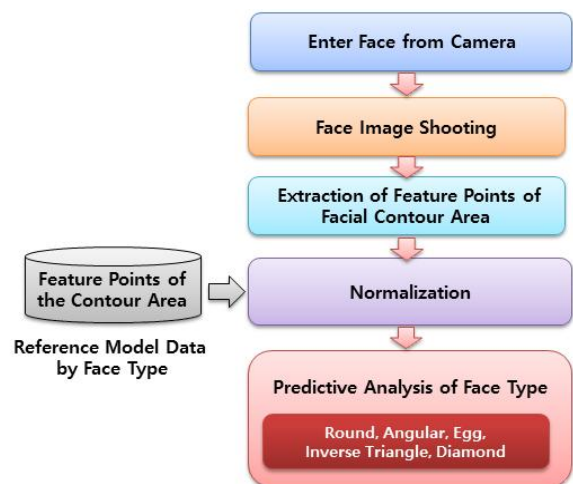 Enter Face from Camera
Face Image Shooting
Extraction of Feature Points of
Facial Contour Area
Feature Points of
the Contour Area
Reference Model Data
by Face Type
Normalization
Predictive Analysis of Face Type
Round, Angular, Egg,
Inverse Triangle, Diamond